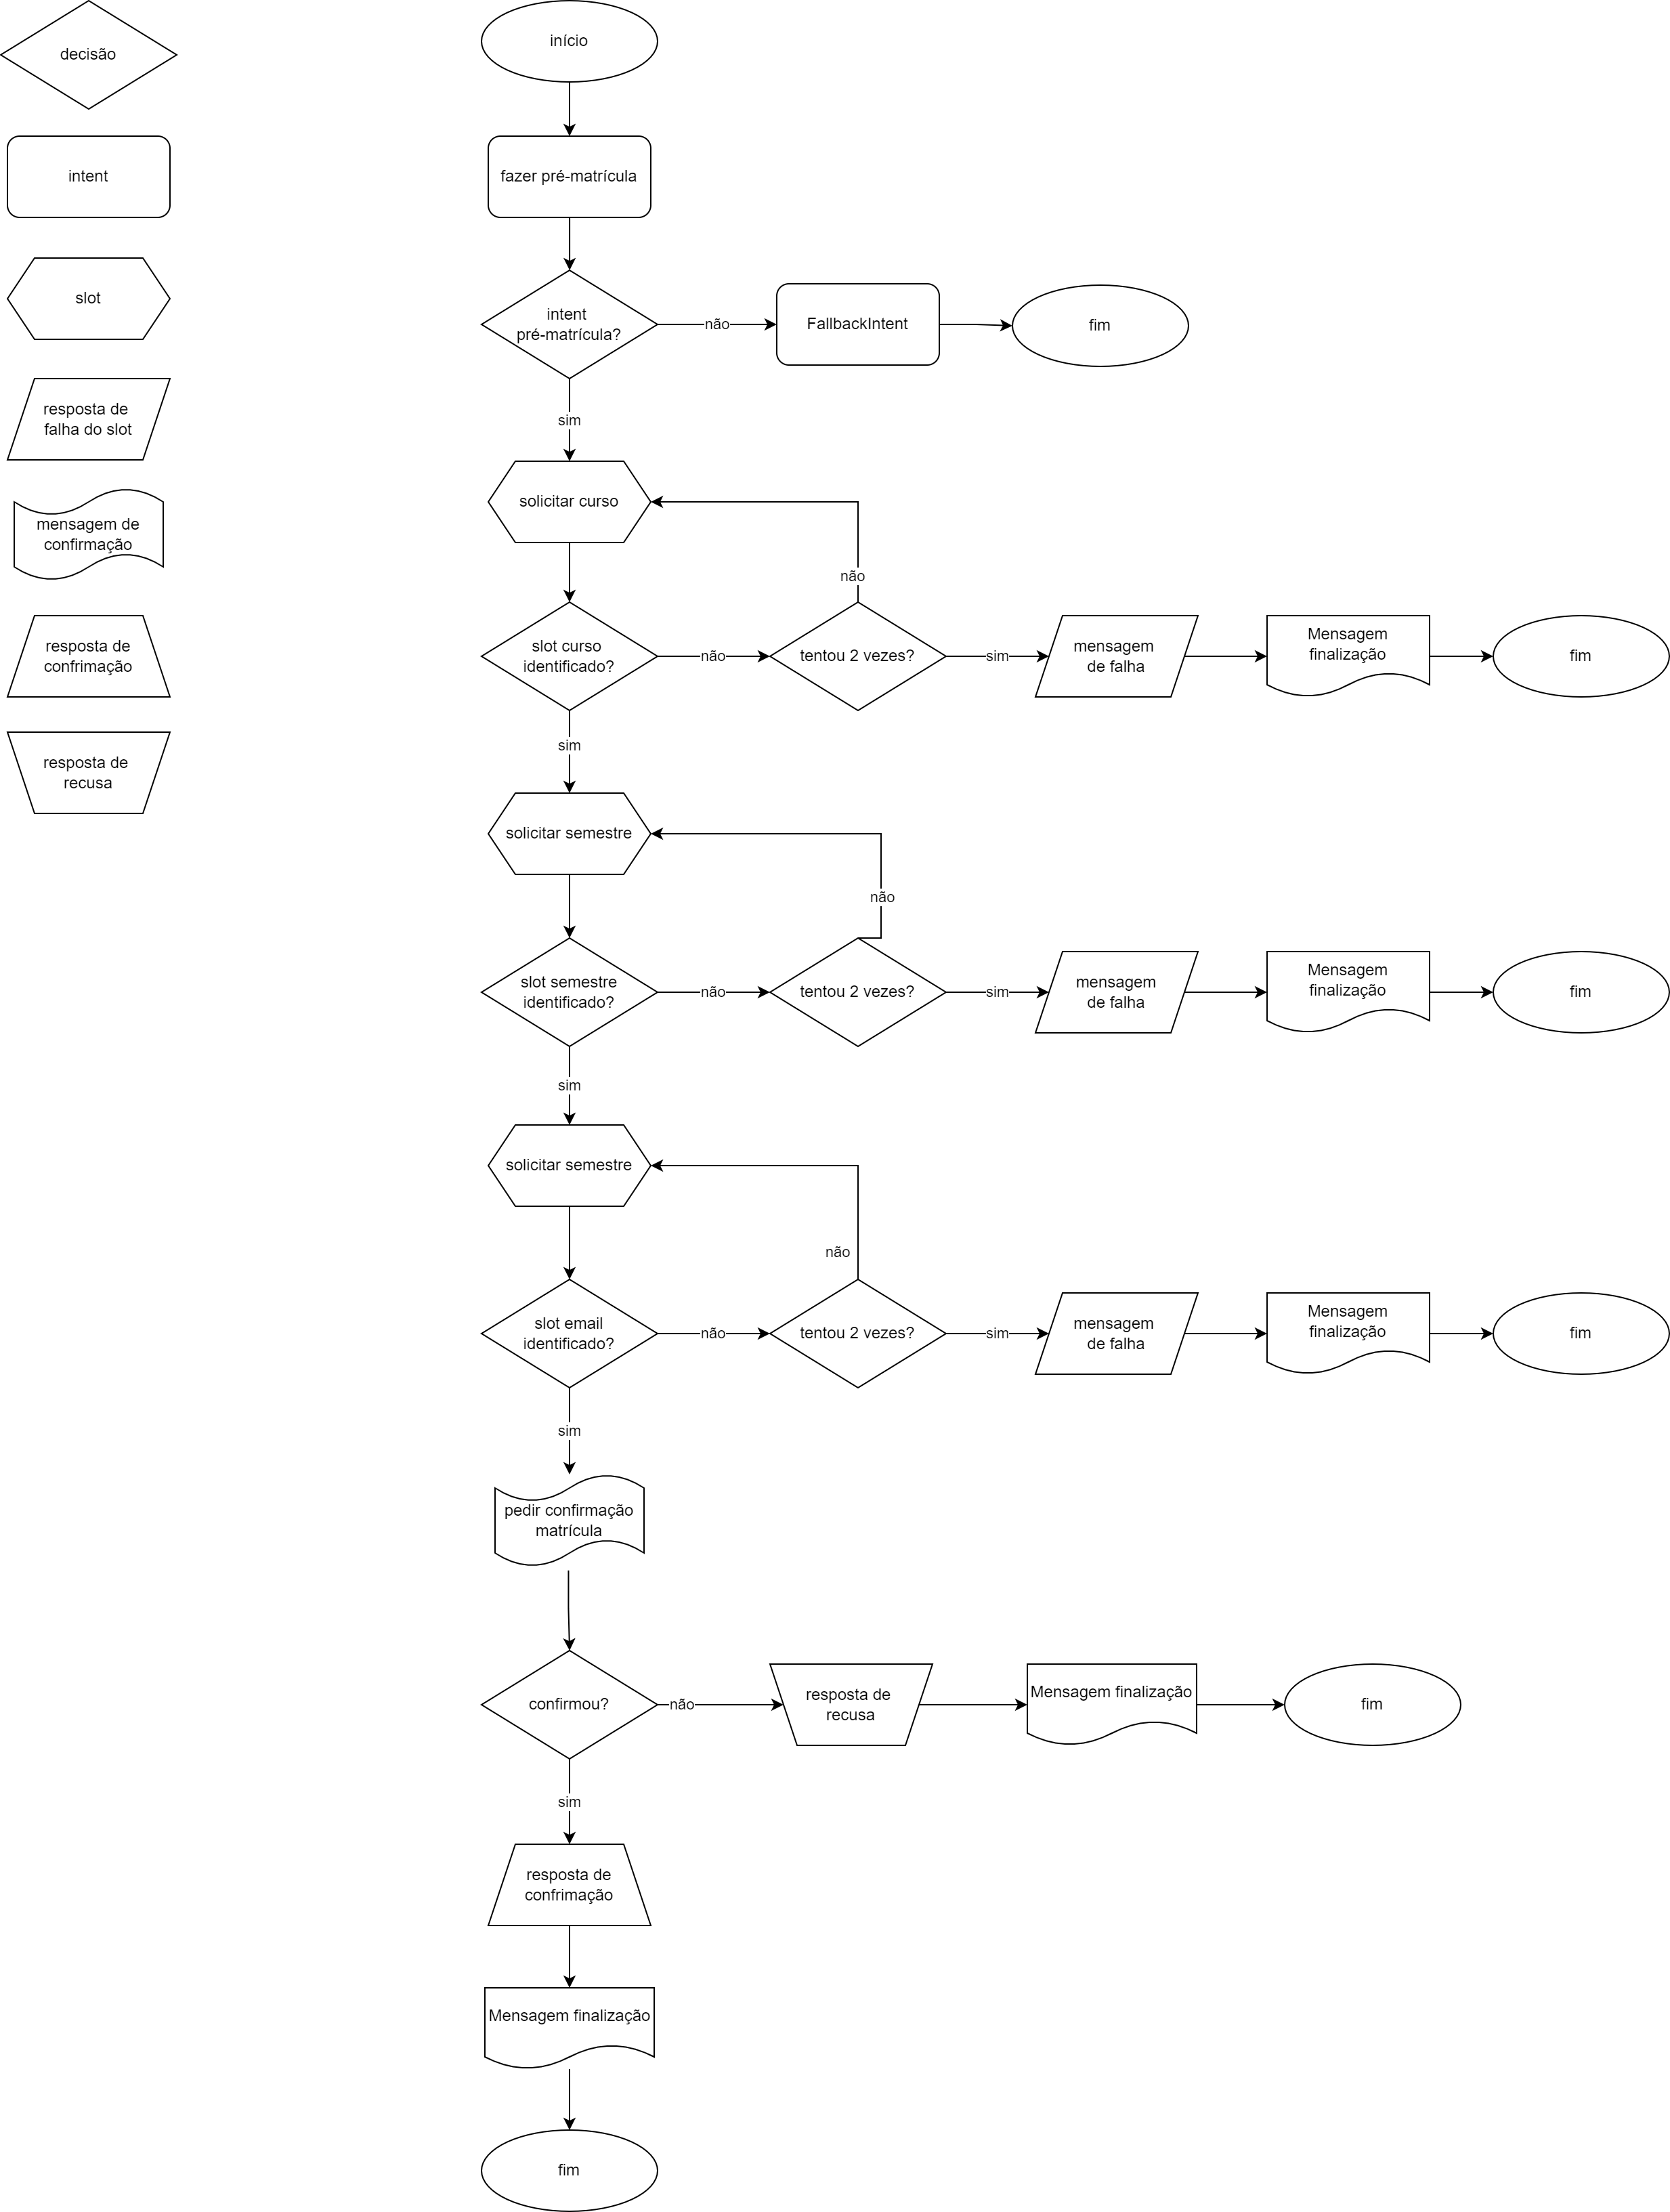 decisão
intent
slot
resposta de
falha do slot
mensagem de
confirmação
resposta de
confrimação
resposta de
recusa
início
fazer pré-matrícula
intent
pré-matrícula?
não
FallbackIntent
fim
sim
solicitar curso
não
slot curso
identificado?
não
tentou 2 vezes?
sim
mensagem
de falha
Mensagem
finalização
fim
sim
solicitar semestre
não
slot semestre
identificado?
não
tentou 2 vezes?
sim
mensagem
de falha
Mensagem
finalização
fim
sim
solicitar semestre
não
slot email
identificado?
não
tentou 2 vezes?
sim
mensagem
de falha
Mensagem
finalização
fim
sim
pedir confirmação
matrícula
confirmou?
não
resposta de
recusa
Mensagem finalização
fim
sim
resposta de
confrimação
Mensagem finalização
fim